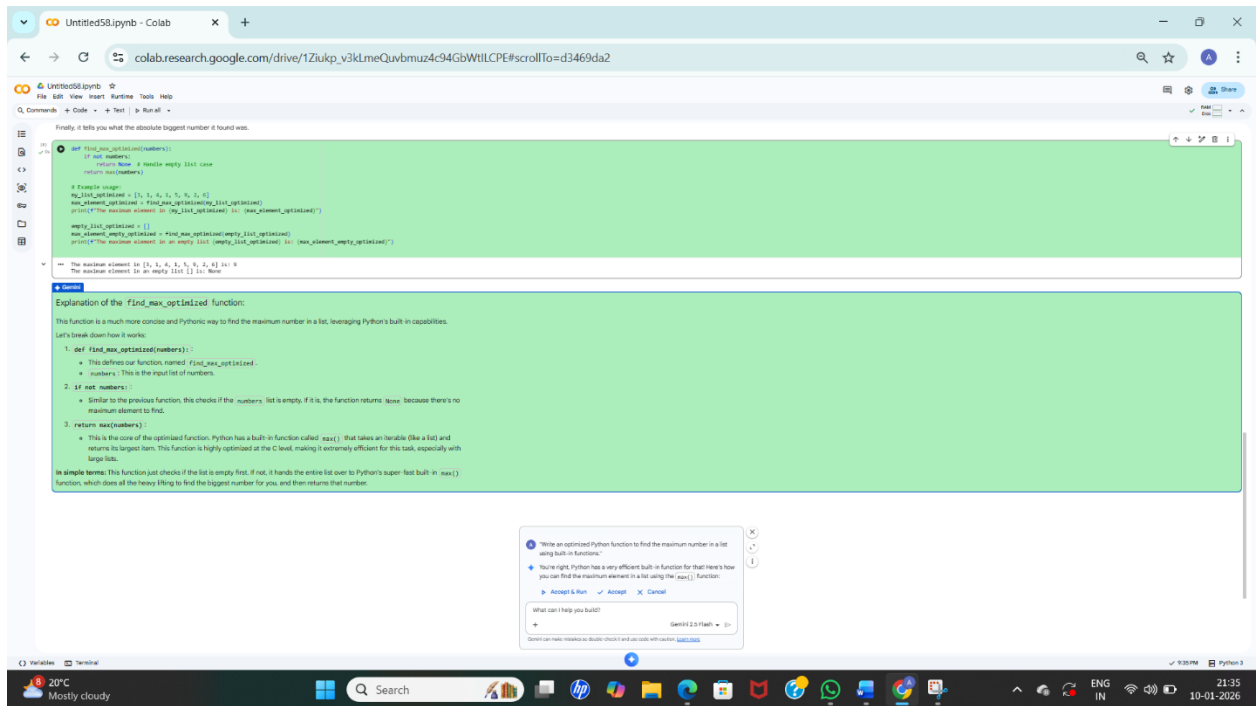 Untitled58.ipynb - Colab
colab.research.google.com/drive/1Ziukp_v3kLmeQuvbmuz4c94GbWtlLCPE#scrollTo=d3469da2
Untitled58.ipynb
File Edit View Insert Runtime Tools Help
Share
Commands + Code + Text Run all
RAM
Disk
Finally, it tells you what the absolute biggest number it found was.
def find_max_optimized(numbers):
if not numbers:
return None # Handle empty list case
return max(numbers)
# Example usage:
my_list_optimized = [3, 1, 4, 1, 5, 9, 2, 6]
max_element_optimized = find_max_optimized(my_list_optimized)
print(f"The maximum element in {my_list_optimized} is: {max_element_optimized}")
empty_list_optimized = []
max_element_empty_optimized = find_max_optimized(empty_list_optimized)
print(f"The maximum element in an empty list {empty_list_optimized} is: {max_element_empty_optimized}")
The maximum element in [3, 1, 4, 1, 5, 9, 2, 6] is: 9
The maximum element in an empty list [] is: None
Gemini
Explanation of the find_max_optimized function:
This function is a much more concise and Pythonic way to find the maximum number in a list, leveraging Python's built-in capabilities.
Let's break down how it works:
1. def find_max_optimized(numbers)::
This defines our function, named find_max_optimized.
numbers: This is the input list of numbers.
2. if not numbers::
Similar to the previous function, this checks if the numbers list is empty. If it is, the function returns None because there's no
maximum element to find.
3. return max(numbers):
This is the core of the optimized function. Python has a built-in function called max() that takes an iterable (like a list) and
returns its largest item. This function is highly optimized at the C level, making it extremely efficient for this task, especially with
large lists.
In simple terms: This function just checks if the list is empty first. If not, it hands the entire list over to Python's super-fast built-in max()
function, which does all the heavy lifting to find the biggest number for you, and then returns that number.
A "Write an optimized Python function to find the maximum number in a list
using built-in functions."
You're right, Python has a very efficient built-in function for that! Here's how
you can find the maximum element in a list using the max() function:
Accept & Run Accept Cancel
What can I help you build?
+ Gemini 2.5 Flash
Gemini can make mistakes so double-check it and use code with caution. Learn more
Variables Terminal
9:35 PM Python 3
8 20°C
Mostly cloudy
Search
ENG
IN
21:35
10-01-2026